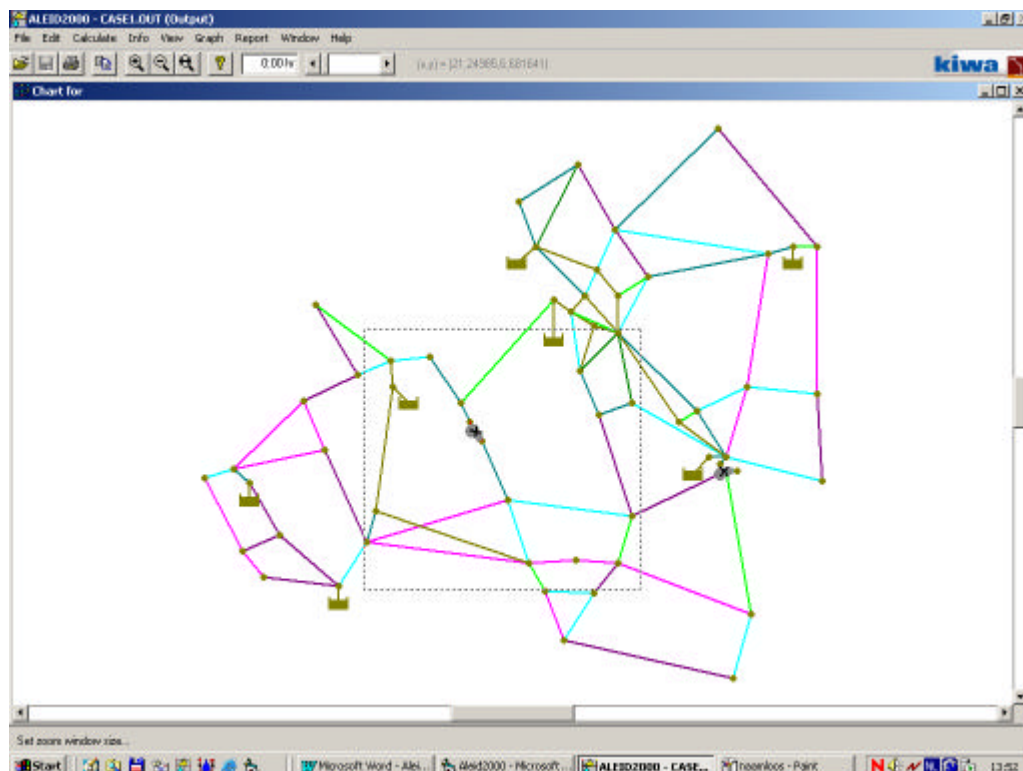 ALEID2000 - CASE1.OUT (Output)
File Edit Calculate Info View Graph Report Window Help
0.00 hr
kiwa
Chart for
Set zoom window size...
Start Microsoft Word - Alei... Aleid2000 - Microsoft... ALEID2000 - CASE... naamloos - Paint 13:52